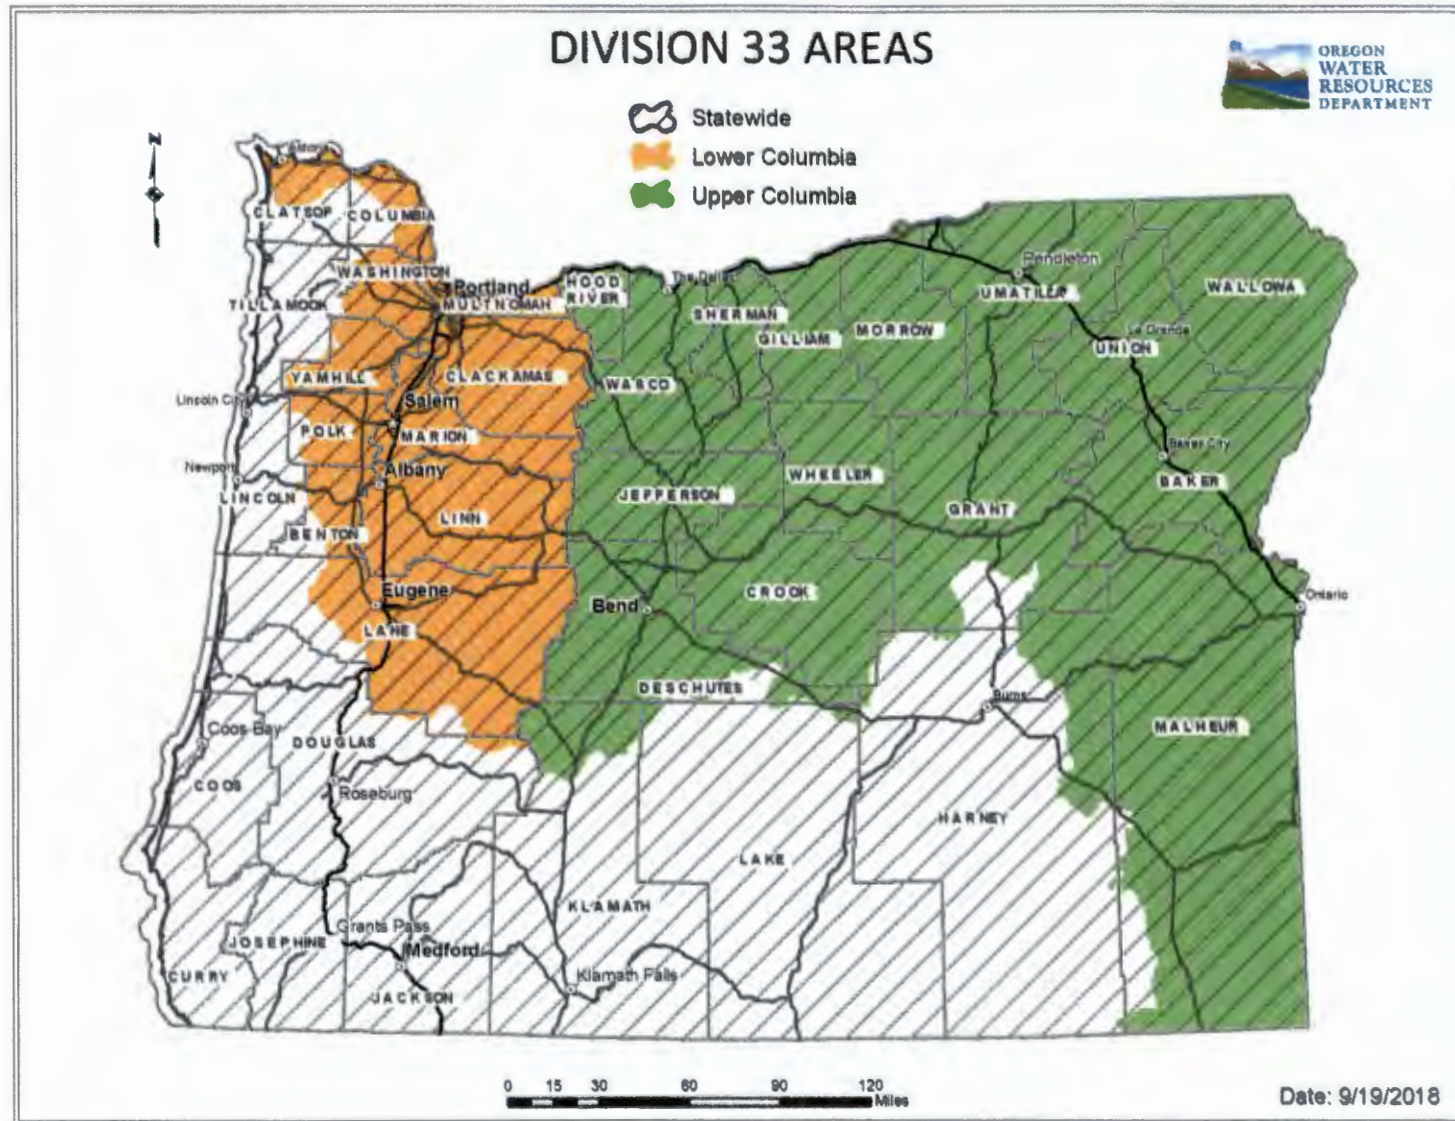 DIVISION 33 AREAS
OREGON
WATER
RESOURCES
DEPARTMENT
Statewide
Lower Columbia
Upper Columbia
N
Astoria
CLATSOP
COLUMBIA
WASHINGTON
Portland
MULTNOMAH
HOOD
RIVER
The Dalles
Pendleton
TILLAMOOK
SHERMAN
UMATILLA
WALLOWA
GILLIAM
MORROW
La Grande
UNION
YAMHILL
CLACKAMAS
WASCO
Lincoln City
Salem
POLK
MARION
Baker City
Newport
Albany
WHEELER
BAKER
LINCOLN
JEFFERSON
LINN
GRANT
BENTON
Eugene
Bend
CROOK
Ontario
LANE
DESCHUTES
Burns
Coos Bay
DOUGLAS
MALHEUR
COOS
Roseburg
HARNEY
LAKE
KLAMATH
Grants Pass
JOSEPHINE
Medford
CURRY
Klamath Falls
JACKSON
0 15 30 60 90 120
Miles
Date: 9/19/2018